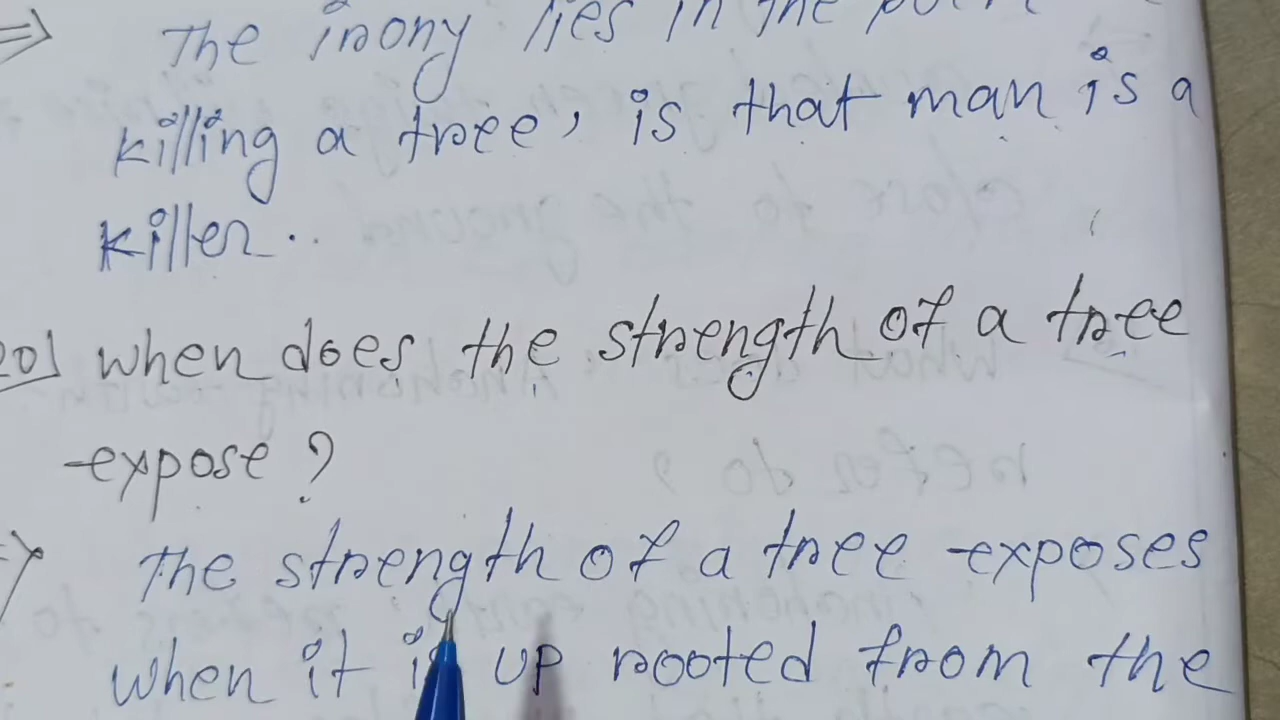 ⇒ The irony lies in the
killing a tree, is that man is a
killer..
20] when does the strength of a tree
expose ?
⇒ The strength of a tree exposes
when it is up rooted from the